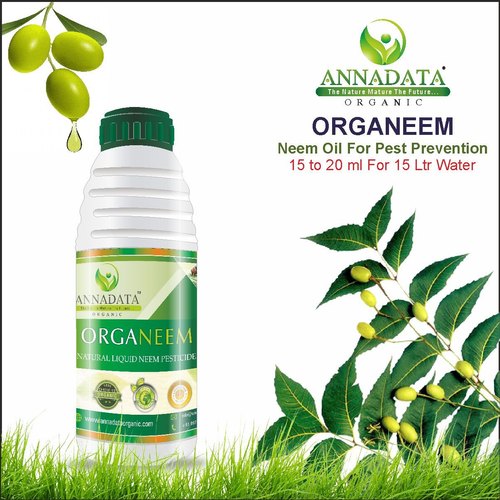 ANNADATA
The Nature Mature The Future...
ORGANIC
ORGANEEM
Neem Oil For Pest Prevention
15 to 20 ml For 15 Ltr Water
ANNADATA
ORGANIC
ORGANEEM
NATURAL LIQUID NEEM PESTICIDE
www.annadataorganic.com